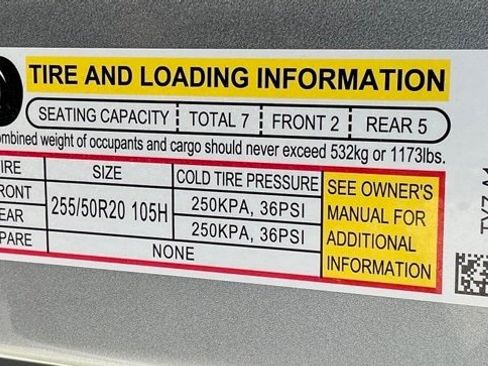 TIRE AND LOADING INFORMATION
SEATING CAPACITY TOTAL 7 FRONT 2 REAR 5
ombined weight of occupants and cargo should never exceed 532kg or 1173lbs.
IRE SIZE COLD TIRE PRESSURE
RONT 255/50R20 105H 250KPA, 36PSI
EAR 250KPA, 36PSI
PARE NONE
SEE OWNER'S
MANUAL FOR
ADDITIONAL
INFORMATION